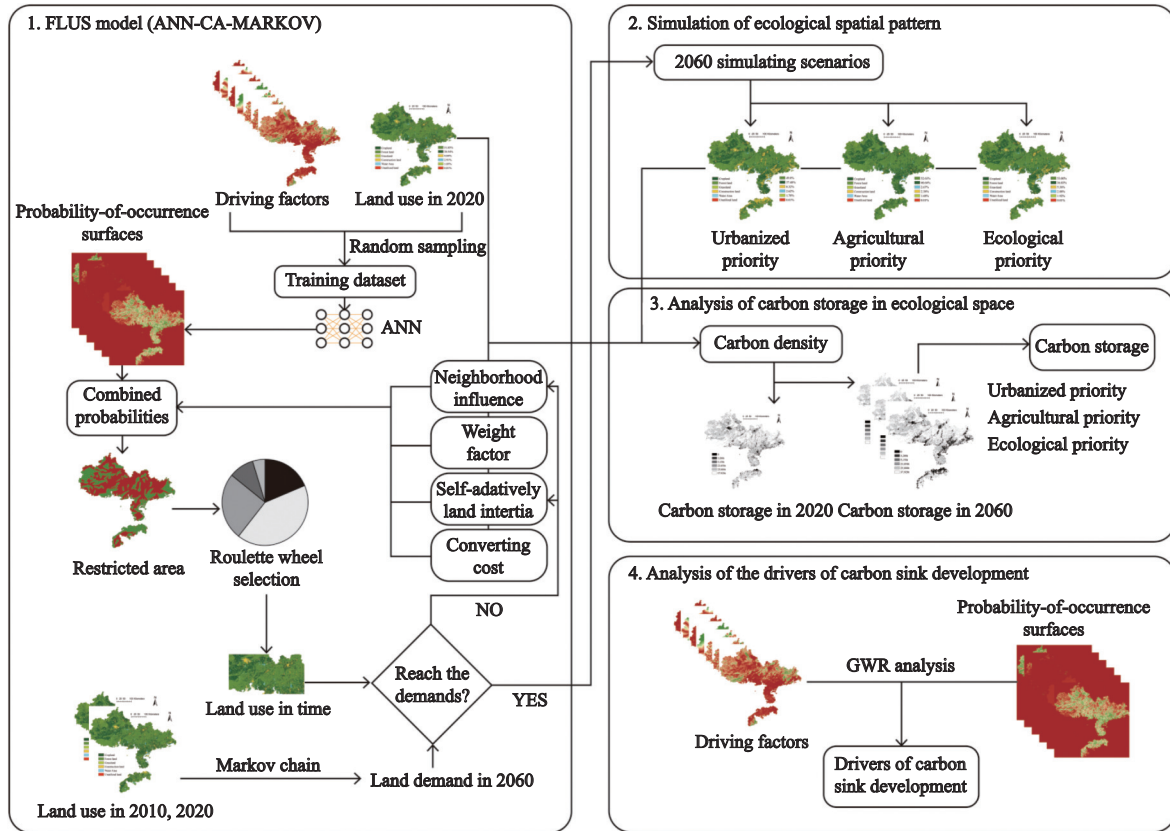 1. FLUS model (ANN-CA-MARKOV)
Driving factors
Land use in 2020
Probability-of-occurrence
surfaces
Random sampling
Training dataset
ANN
Combined
probabilities
Neighborhood
influence
Weight
factor
Self-adatively
land intertia
Converting
cost
Restricted area
Roulette wheel
selection
NO
Reach the
demands?
YES
Land use in time
Markov chain
Land demand in 2060
Land use in 2010, 2020
2. Simulation of ecological spatial pattern
2060 simulating scenarios
Urbanized
priority
Agricultural
priority
Ecological
priority
3. Analysis of carbon storage in ecological space
Carbon density
Carbon storage
Urbanized priority
Agricultural priority
Ecological priority
Carbon storage in 2020 Carbon storage in 2060
4. Analysis of the drivers of carbon sink development
Probability-of-occurrence
surfaces
GWR analysis
Driving factors
Drivers of carbon
sink development